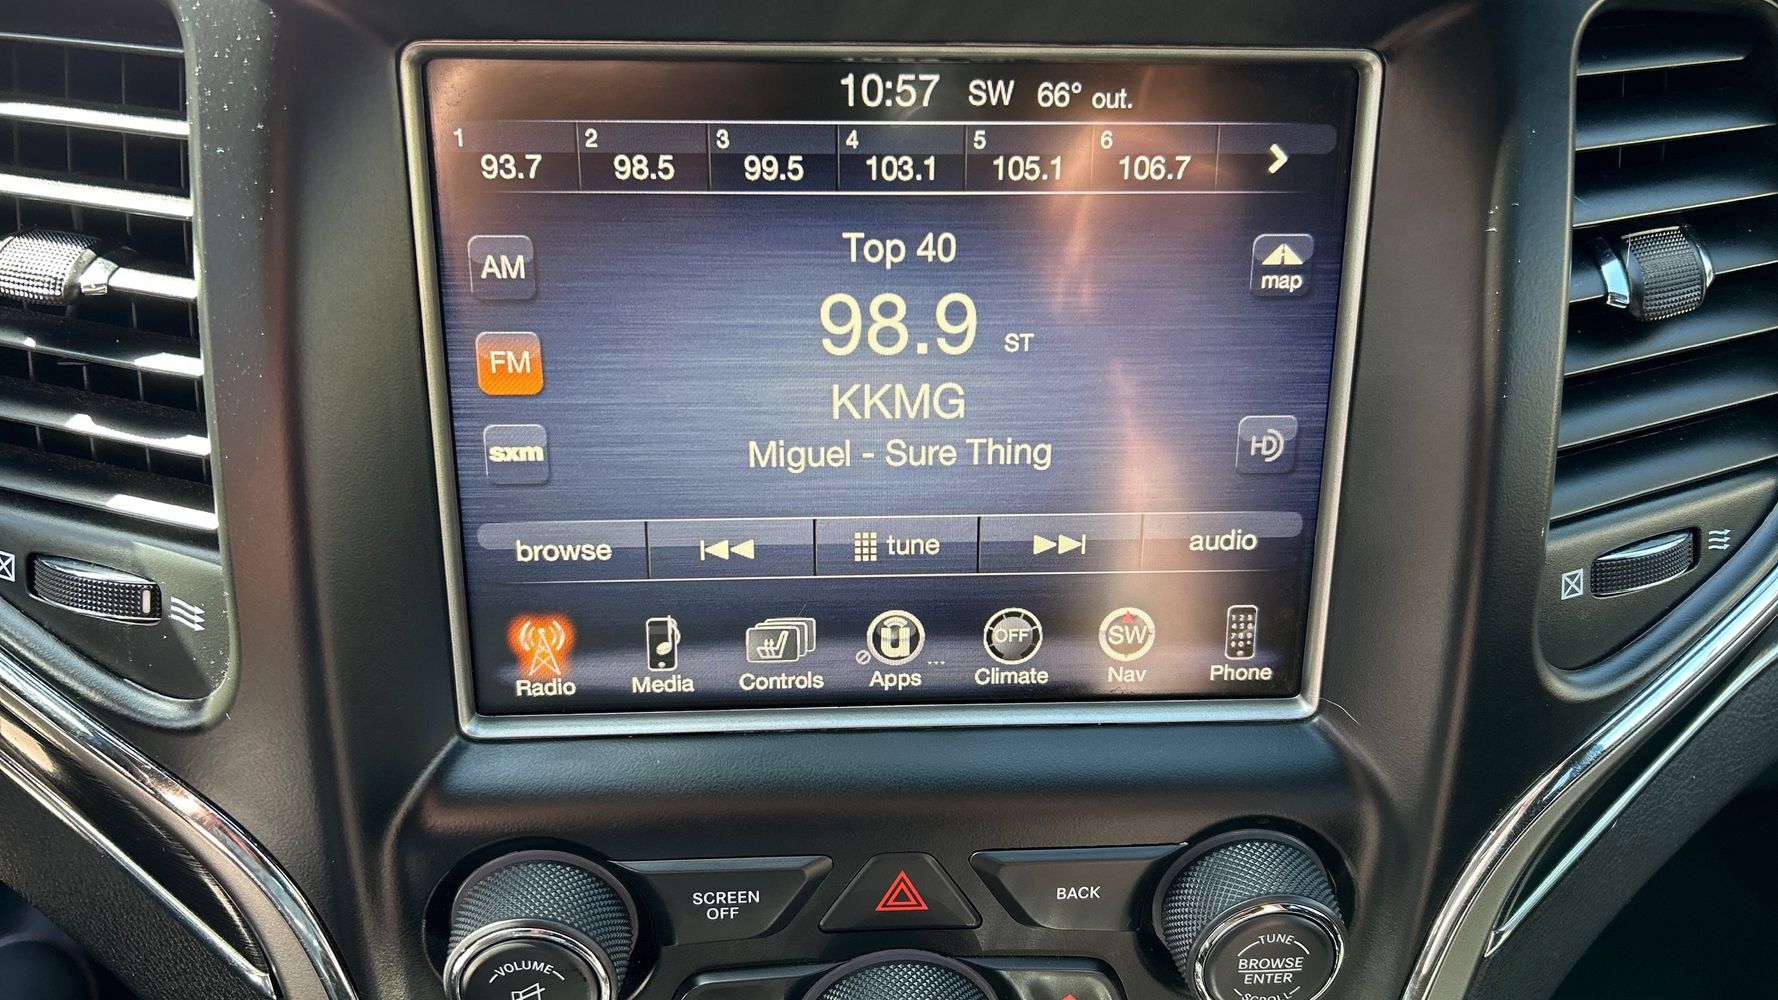 10:57 SW 66° out.
1 2 3 4 5 6
93.7 98.5 99.5 103.1 105.1 106.7
Top 40
AM
map
98.9 ST
FM
KKMG
HD
Miguel - Sure Thing
sxm
browse tune audio
OFF
SW
Radio Media Controls Apps Climate Nav Phone
SCREEN
OFF
BACK
VOLUME
TUNE
BROWSE
ENTER
SCROLL